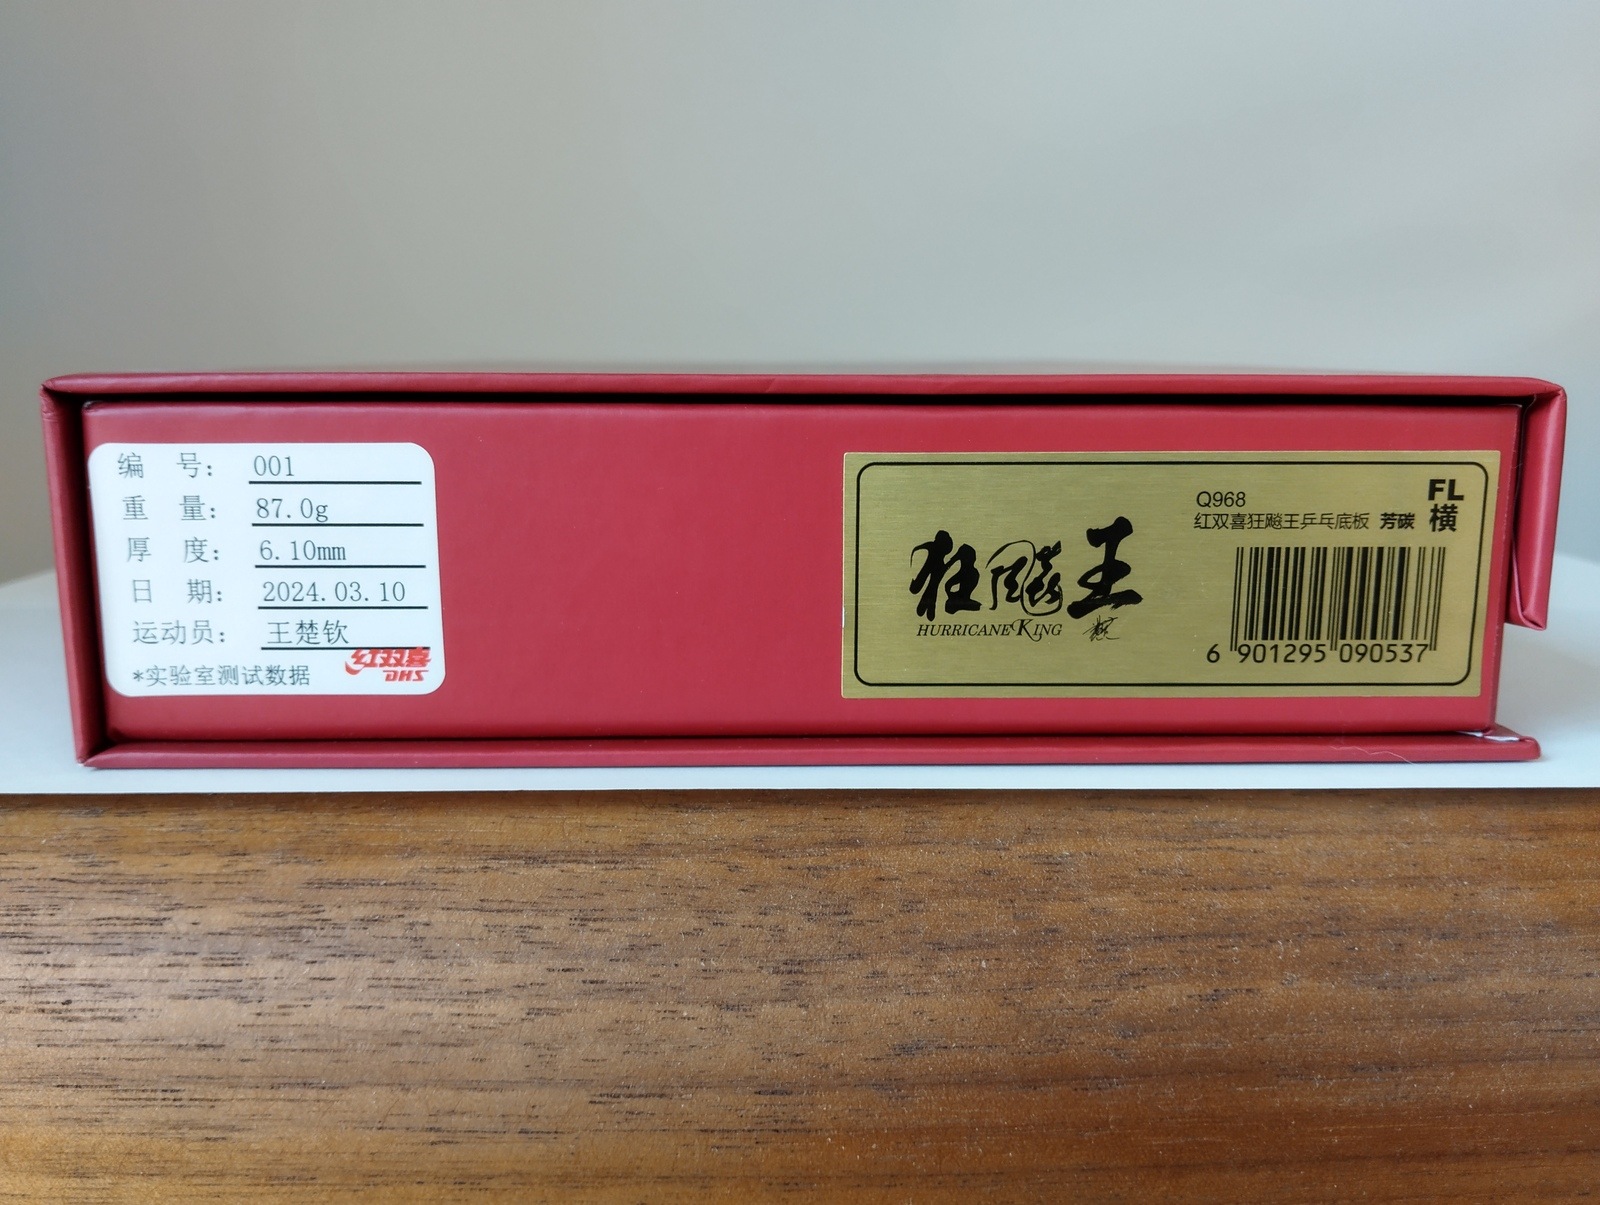 编 号： 001
重 量： 87.0g
厚 度： 6.10mm
日 期： 2024.03.10
运动员： 王楚钦
*实验室测试数据
红双喜
DHS
狂飚王
HURRICANE KING
Q968
红双喜狂飚王乒乓底板 芳碳
FL
横
6 901295 090537